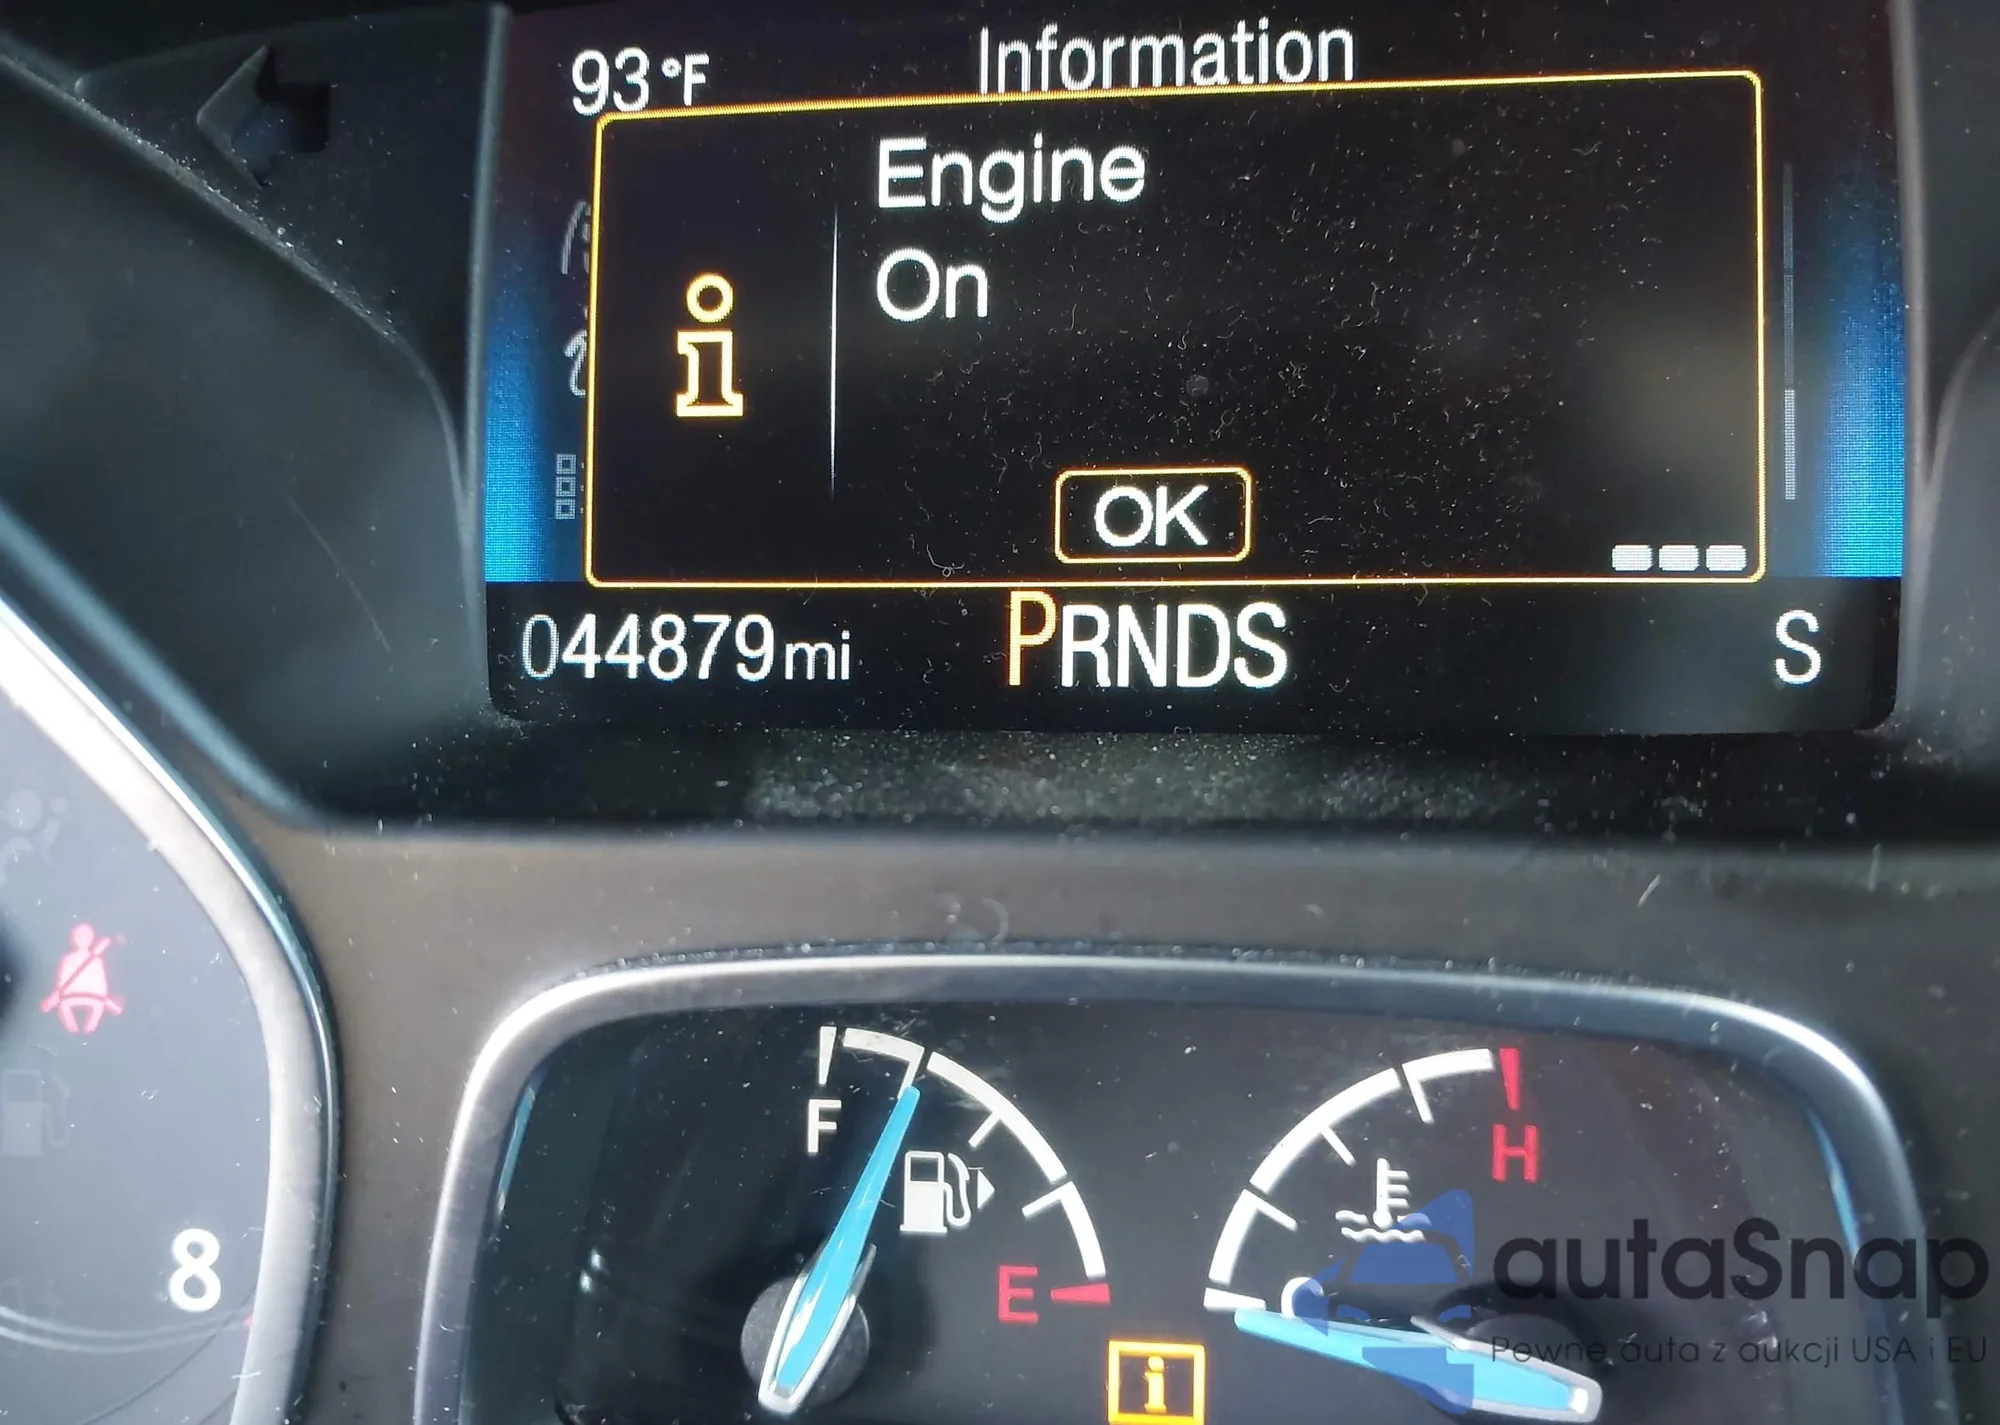 93°F
Information
Engine
On
OK
044879mi
PRNDS
S
F
H
E
C
8
autaSnap
Pewne auta z aukcji USA i EU